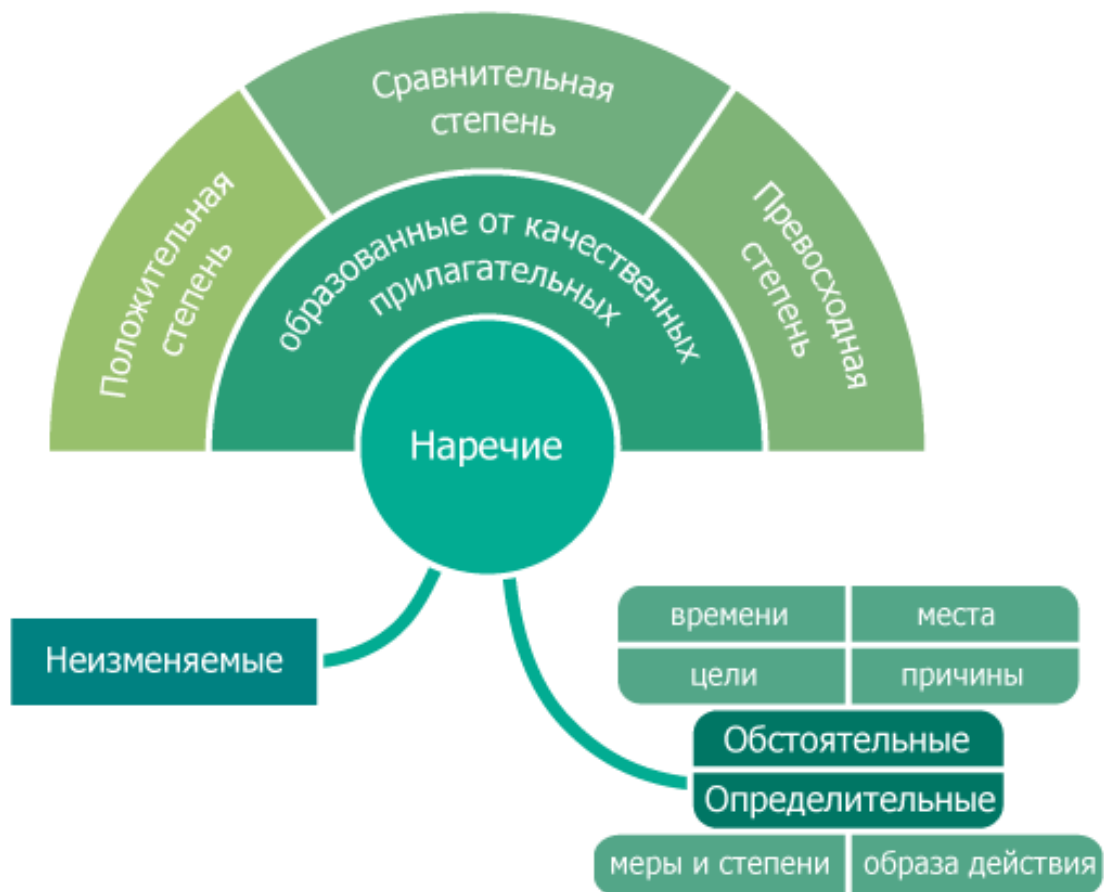 Сравнительная
степень
Положительная
степень
Превосходная
степень
образованные от качественных
прилагательных
Наречие
Неизменяемые
времени
места
цели
причины
Обстоятельные
Определительные
меры и степени
образа действия